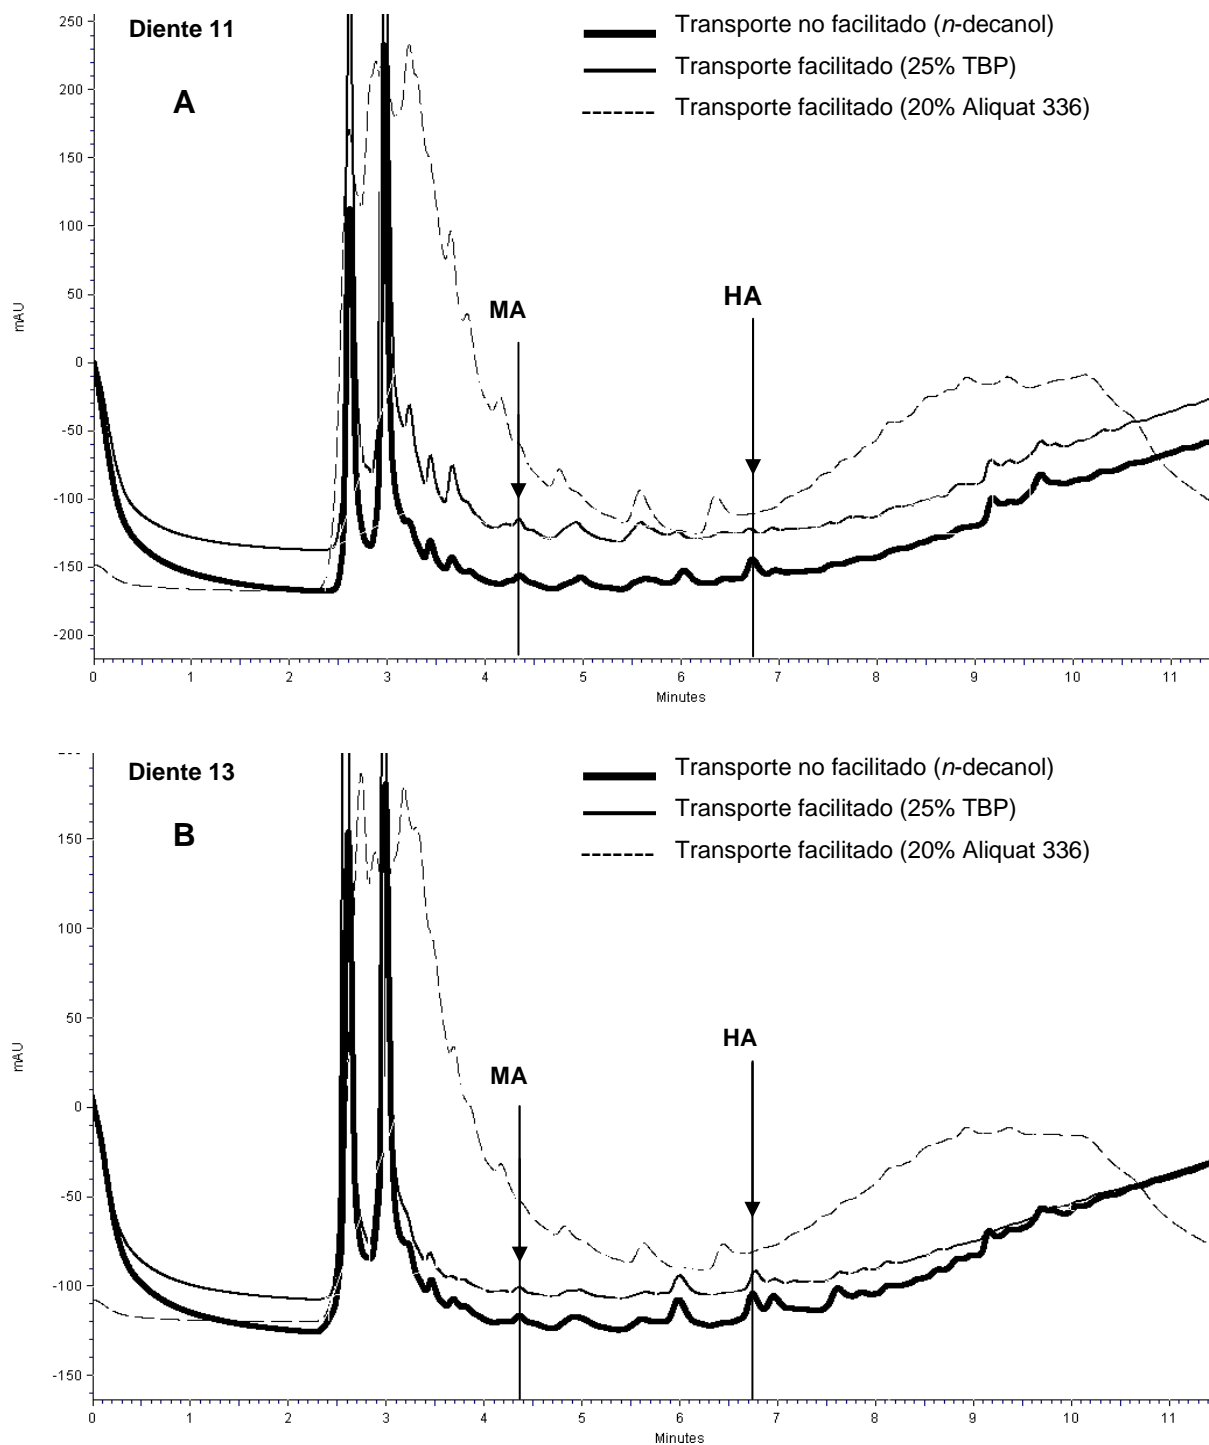 Diente 11
A
Transporte no facilitado (n-decanol)
Transporte facilitado (25% TBP)
Transporte facilitado (20% Aliquat 336)
MA
HA
250
200
150
100
50
0
-50
-100
-150
-200
mAU
0 1 2 3 4 5 6 7 8 9 10 11
Minutes
Diente 13
B
Transporte no facilitado (n-decanol)
Transporte facilitado (25% TBP)
Transporte facilitado (20% Aliquat 336)
MA
HA
150
100
50
0
-50
-100
-150
mAU
0 1 2 3 4 5 6 7 8 9 10 11
Minutes